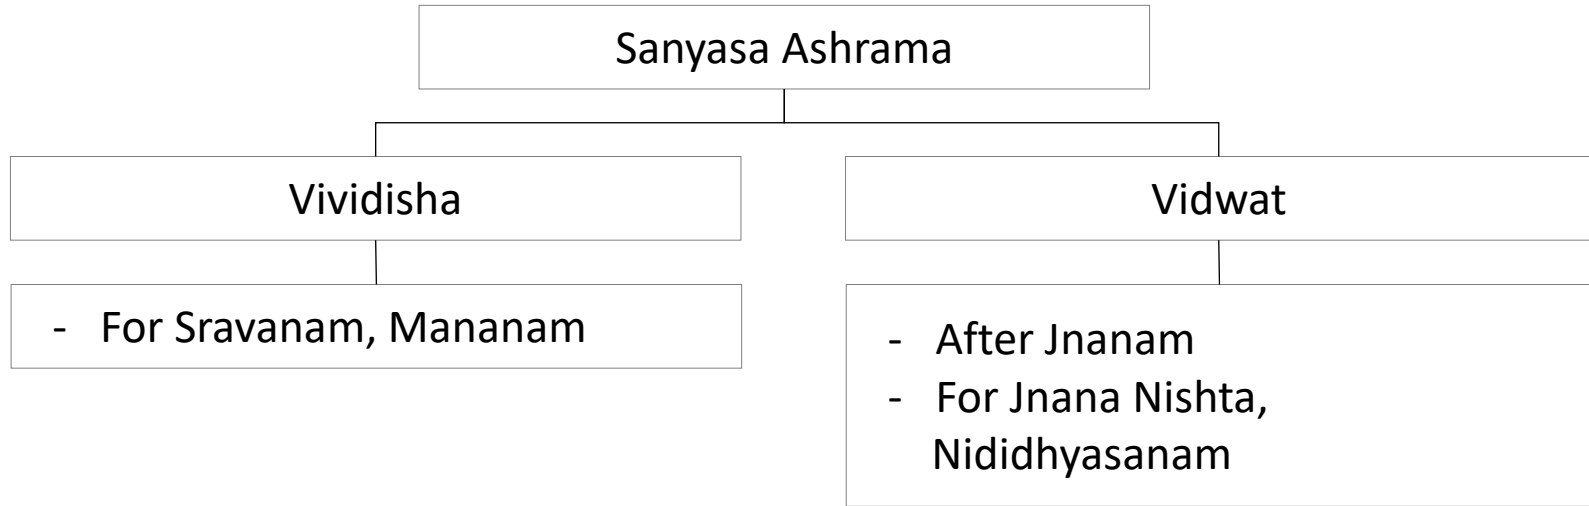 Sanyasa Ashrama
Vividisha
Vidwat
- For Sravanam, Mananam
- After Jnanam
- For Jnana Nishta,
Nididhyasanam